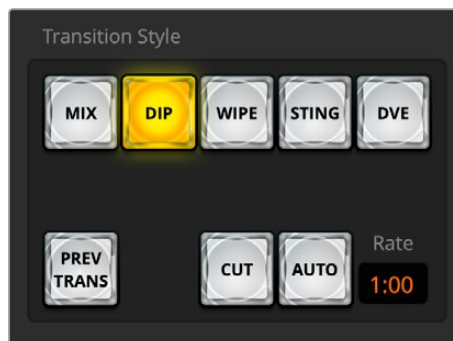 Transition Style
MIX DIP WIPE STING DVE
PREV
TRANS
CUT AUTO
Rate
1:00